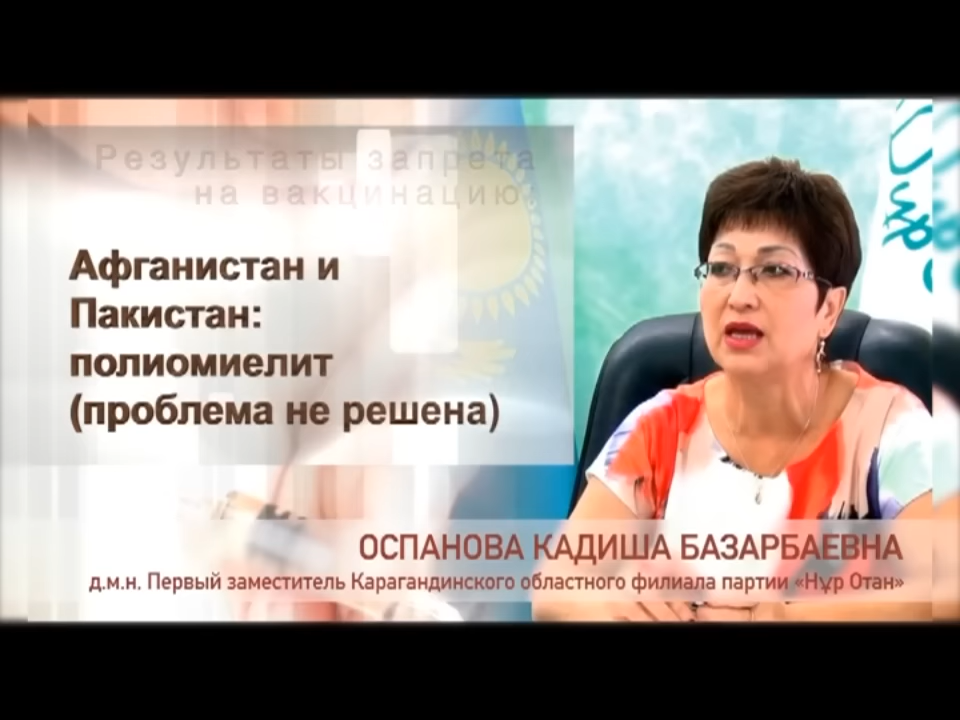 Результаты запрета
на вакцинацию
Афганистан и
Пакистан:
полиомиелит
(проблема не решена)
ОСПАНОВА КАДИША БАЗАРБАЕВНА
д.м.н. Первый заместитель Карагандинского областного филиала партии «Нұр Отан»